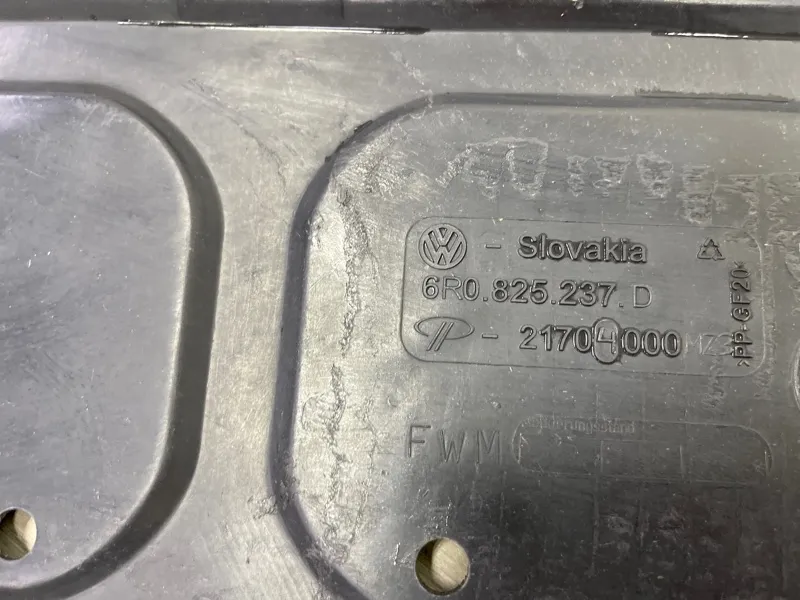 - Slovakia
6R0.825.237.D
- 21704000
>PP-GF20<
FWM